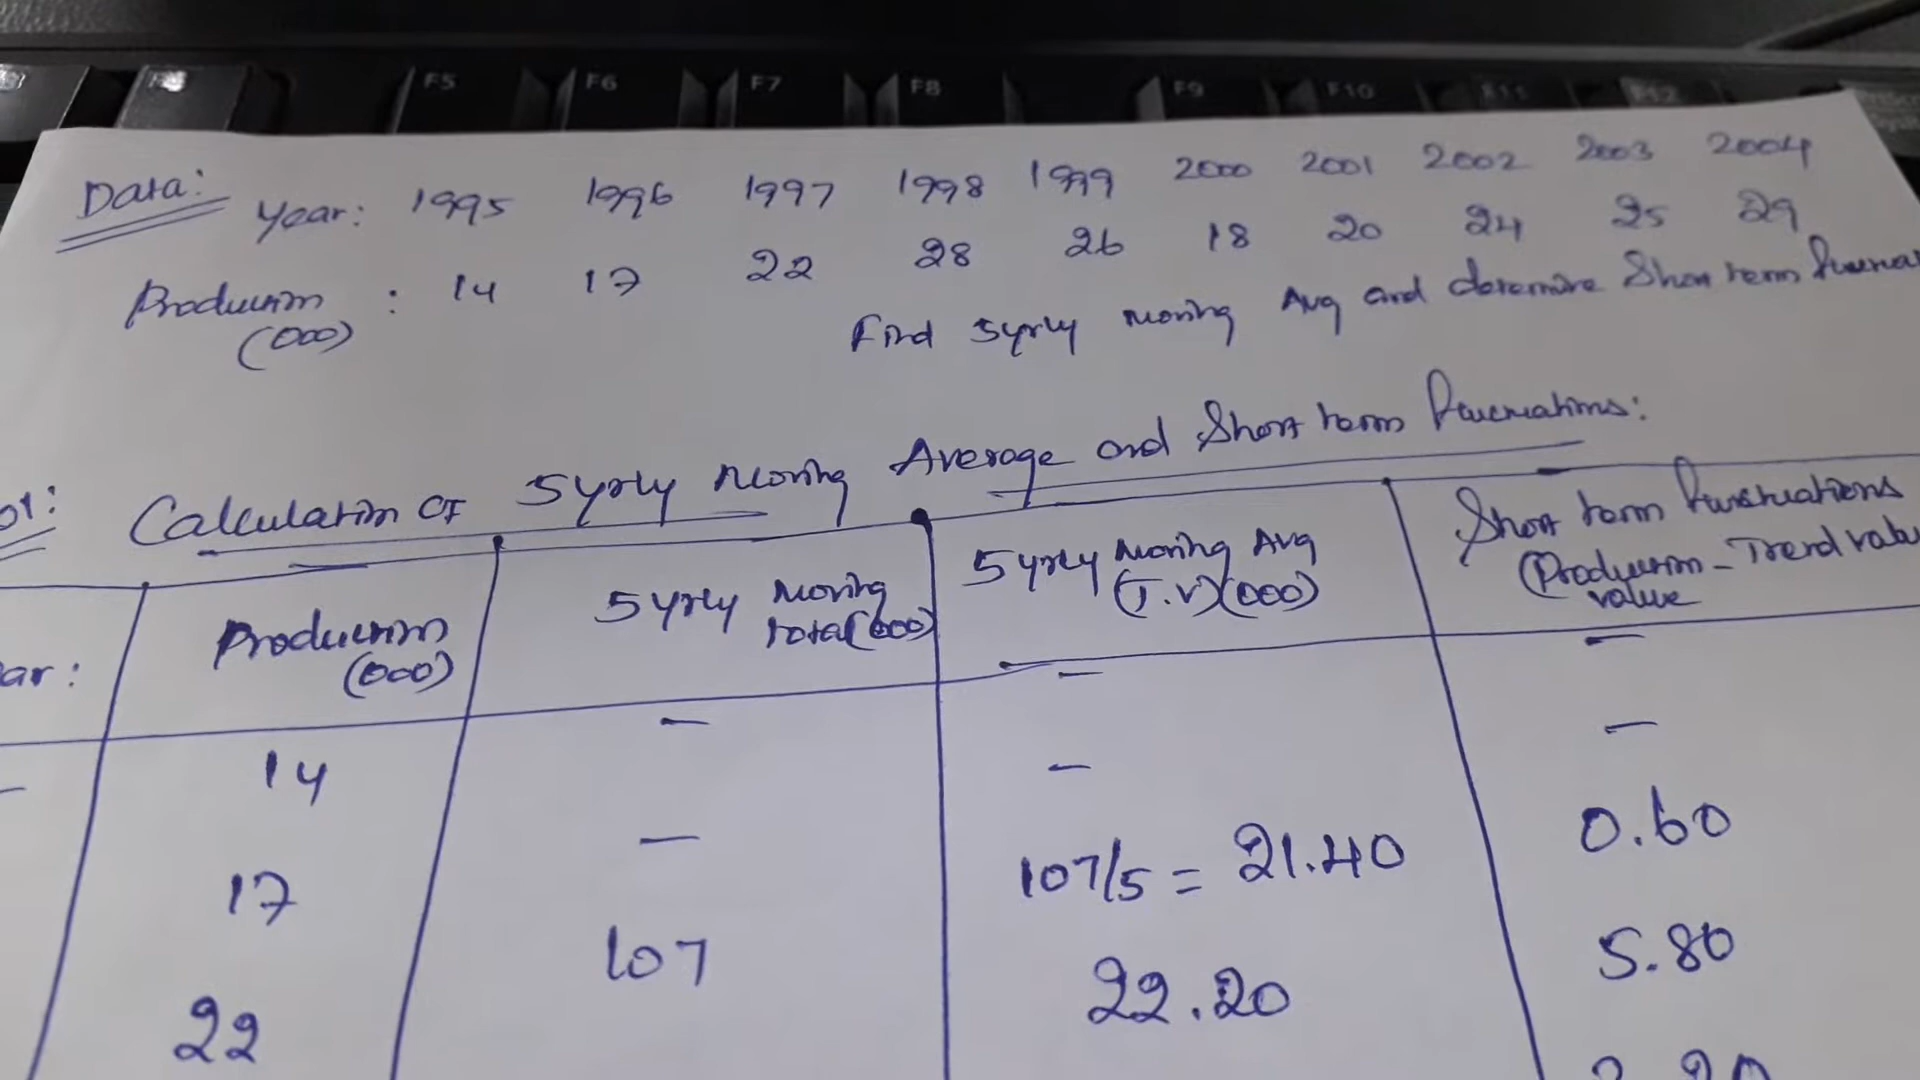 F5 F6 F7 F8 F9 F10 F11 F12
Data:
Year: 1995 1996 1997 1998 1999 2000 2001 2002 2003 2004
Production : 14 17 22 28 26 18 20 24 25 29
(000)
Find 5yrly moving Avg and determine Short term
Calculation of 5yrly Moving Average and Short term Fluctuations:
Production
(000)
5yrly Moving
total(000)
5yrly Moving Avg
(T.V)(000)
Short term Fluctuations
(Production - Trend value
value
ar:
14 - - -
17 - - -
22 107 107/5 = 21.40 0.60
22.20 5.80